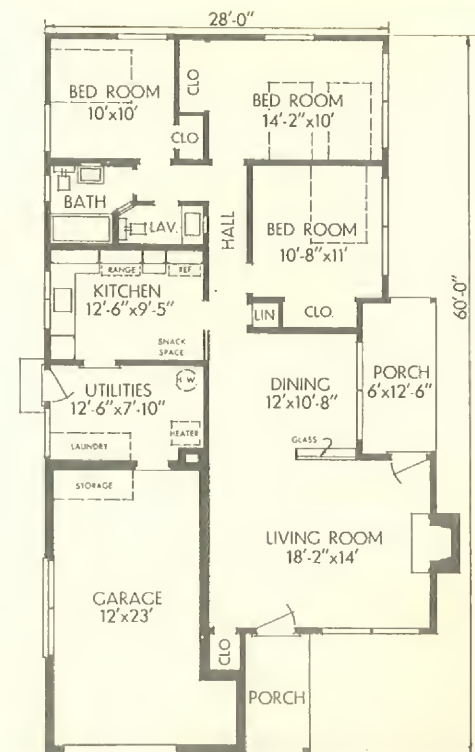 28'-0"
BED ROOM
10'x10'
CLO
CLO
BED ROOM
14'-2"x10'
BATH
LAV.
HALL
BED ROOM
10'-8"x11'
60'-0"
RANGE
REF
KITCHEN
12'-6"x9'-5"
SNACK
SPACE
LIN
CLO.
UTILITIES
12'-6"x7'-10"
H W
LAUNDRY
HEATER
DINING
12'x10'-8"
GLASS
PORCH
6'x12'-6"
STORAGE
LIVING ROOM
18'-2"x14'
GARAGE
12'x23'
CLO
PORCH